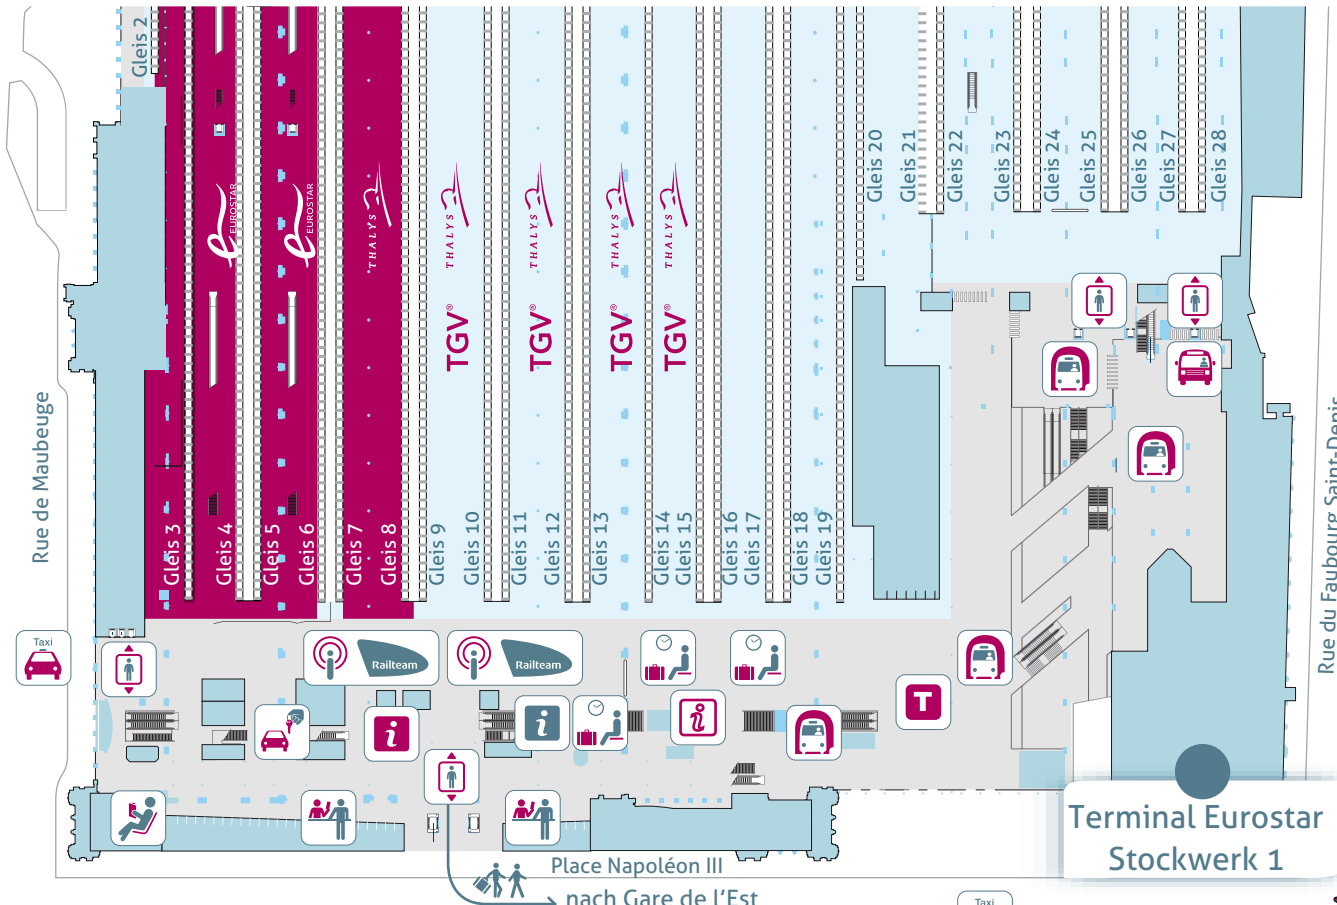 Gleis 2
Gleis 20
Gleis 21
Gleis 22
Gleis 23
Gleis 24
Gleis 25
Gleis 26
Gleis 27
Gleis 28
EUROSTAR
EUROSTAR
THALYS
THALYS
THALYS
THALYS
THALYS
TGV®
TGV®
TGV®
TGV®
Rue de Maubeuge
Rue du Faubourg Saint-Denis
Gleis 3
Gleis 4
Gleis 5
Gleis 6
Gleis 7
Gleis 8
Gleis 9
Gleis 10
Gleis 11
Gleis 12
Gleis 13
Gleis 14
Gleis 15
Gleis 16
Gleis 17
Gleis 18
Gleis 19
Taxi
Railteam
Railteam
i
i
i
T
Terminal Eurostar
Stockwerk 1
Place Napoléon III
nach Gare de l'Est
Taxi